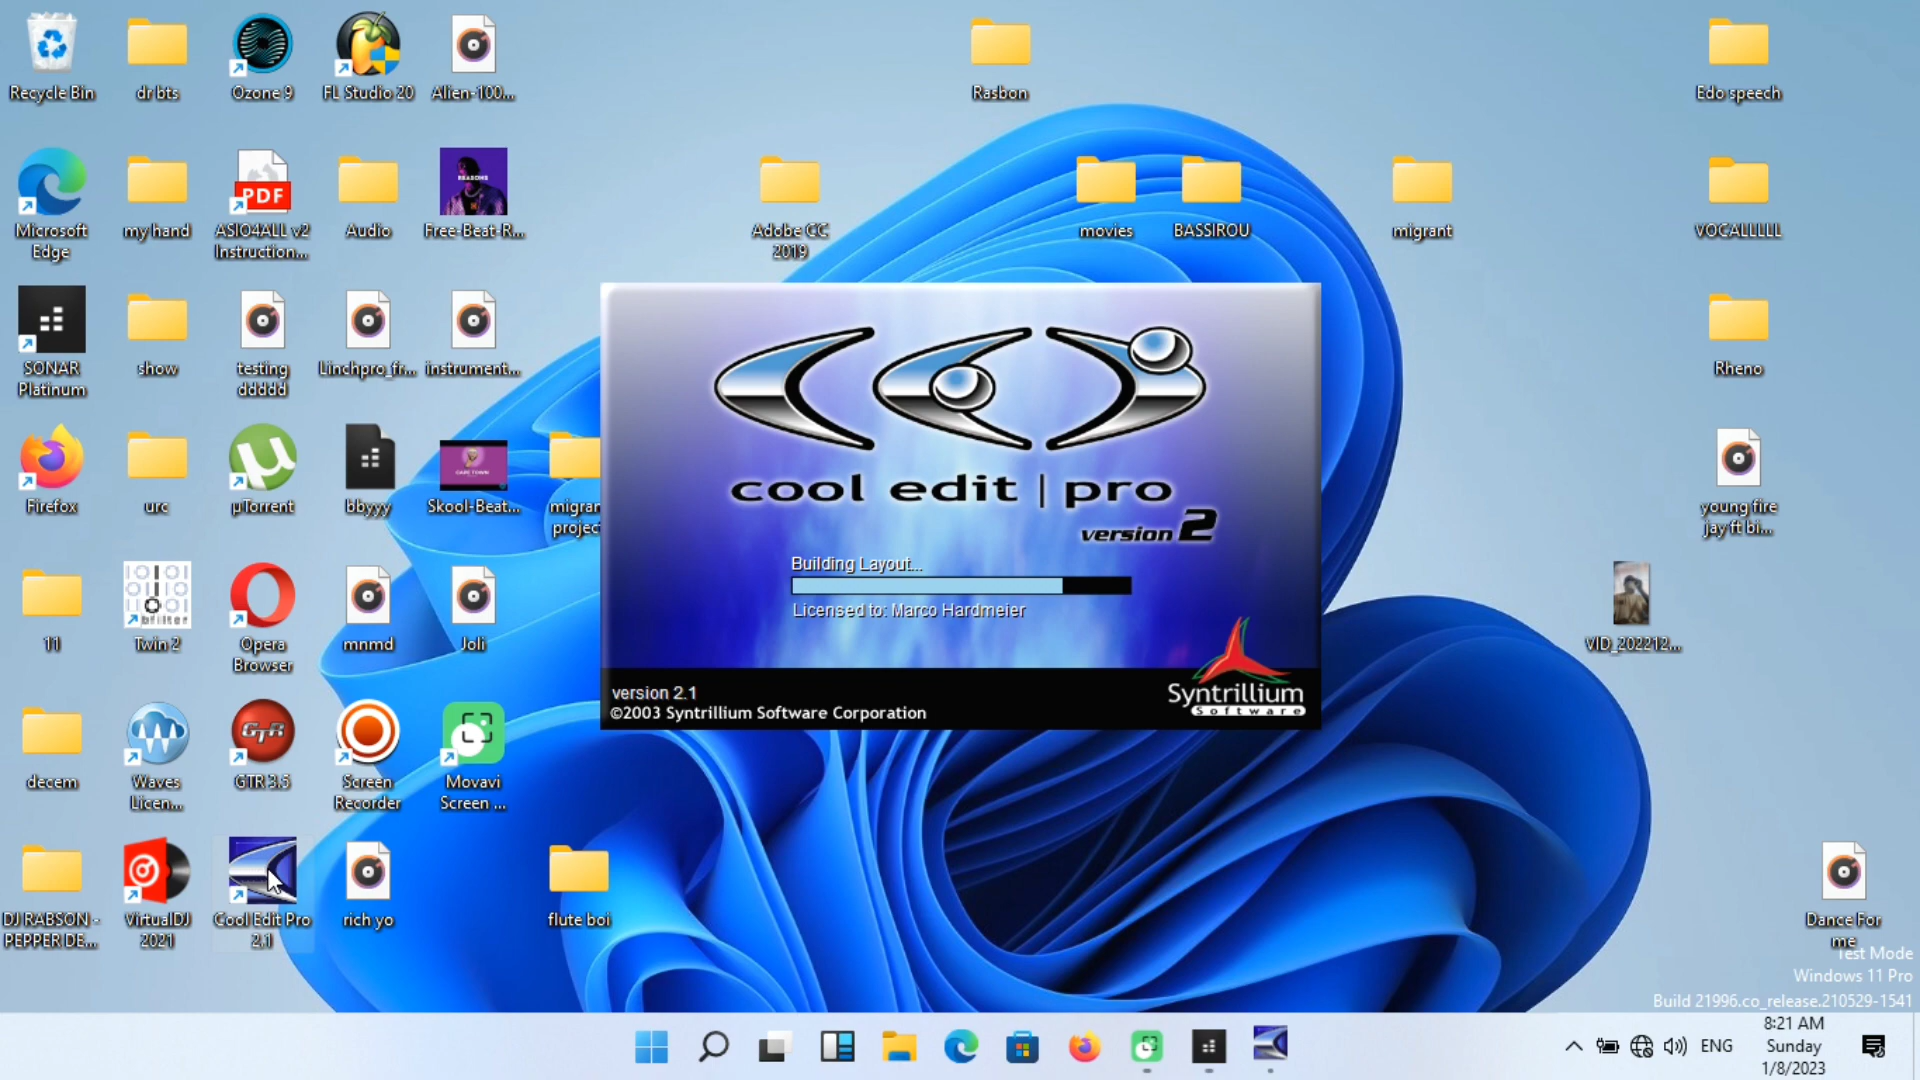 Recycle Bin
dr bts
Ozone 9
FL Studio 20
Alien-100...
Rasbon
Edo speech
Microsoft
Edge
my hand
PDF
ASIO4ALL v2
Instruction...
Audio
Free-Beat-R...
Adobe CC
2019
movies
BASSIROU
migrant
VOCALLLLL
SONAR
Platinum
show
testing
ddddd
Linchpro_fr...
instrument...
Rheno
Firefox
urc
µTorrent
bbyyy
Skool-Beat...
migran
project
young fire
jay ft bi...
cool edit | pro
version 2
Building Layout...
Licensed to: Marco Hardmeier
version 2.1
©2003 Syntrillium Software Corporation
Syntrillium
Software
11
Twin 2
Opera
Browser
mnmd
Joli
VID_202212...
decem
Waves
Licen...
GTR
GTR 3.5
Screen
Recorder
Movavi
Screen ...
DJ RABSON -
PEPPER DE...
VirtualDJ
2021
Cool Edit Pro
2.1
rich yo
flute boi
Dance For
me
Test Mode
Windows 11 Pro
Build 21996.co_release.210529-1541
ENG
8:21 AM
Sunday
1/8/2023